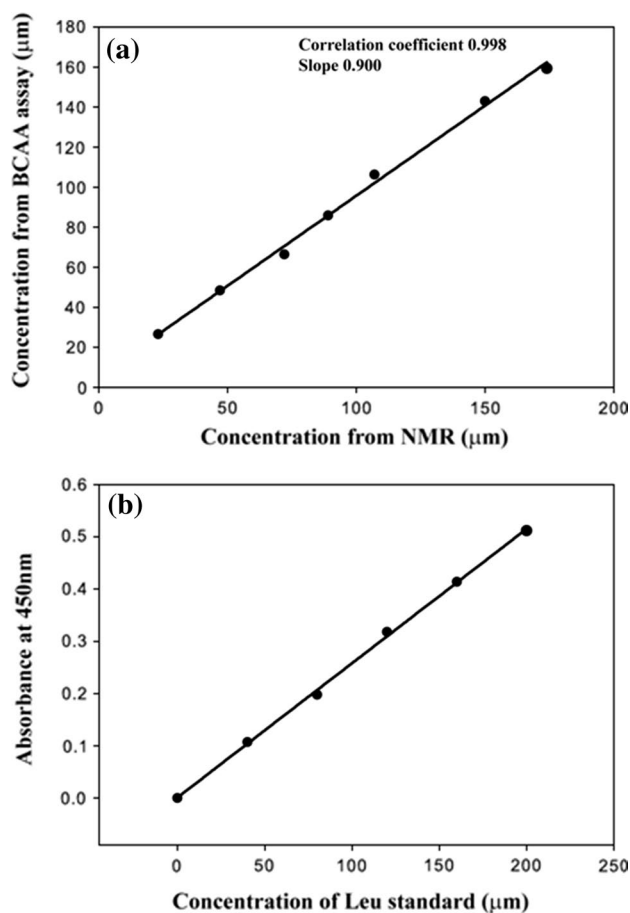 (a)
Correlation coefficient 0.998
Slope 0.900
Concentration from BCAA assay (μm)
180
160
140
120
100
80
60
40
20
0
0 50 100 150 200
Concentration from NMR (μm)
(b)
Absorbance at 450nm
0.6
0.5
0.4
0.3
0.2
0.1
0.0
0 50 100 150 200 250
Concentration of Leu standard (μm)